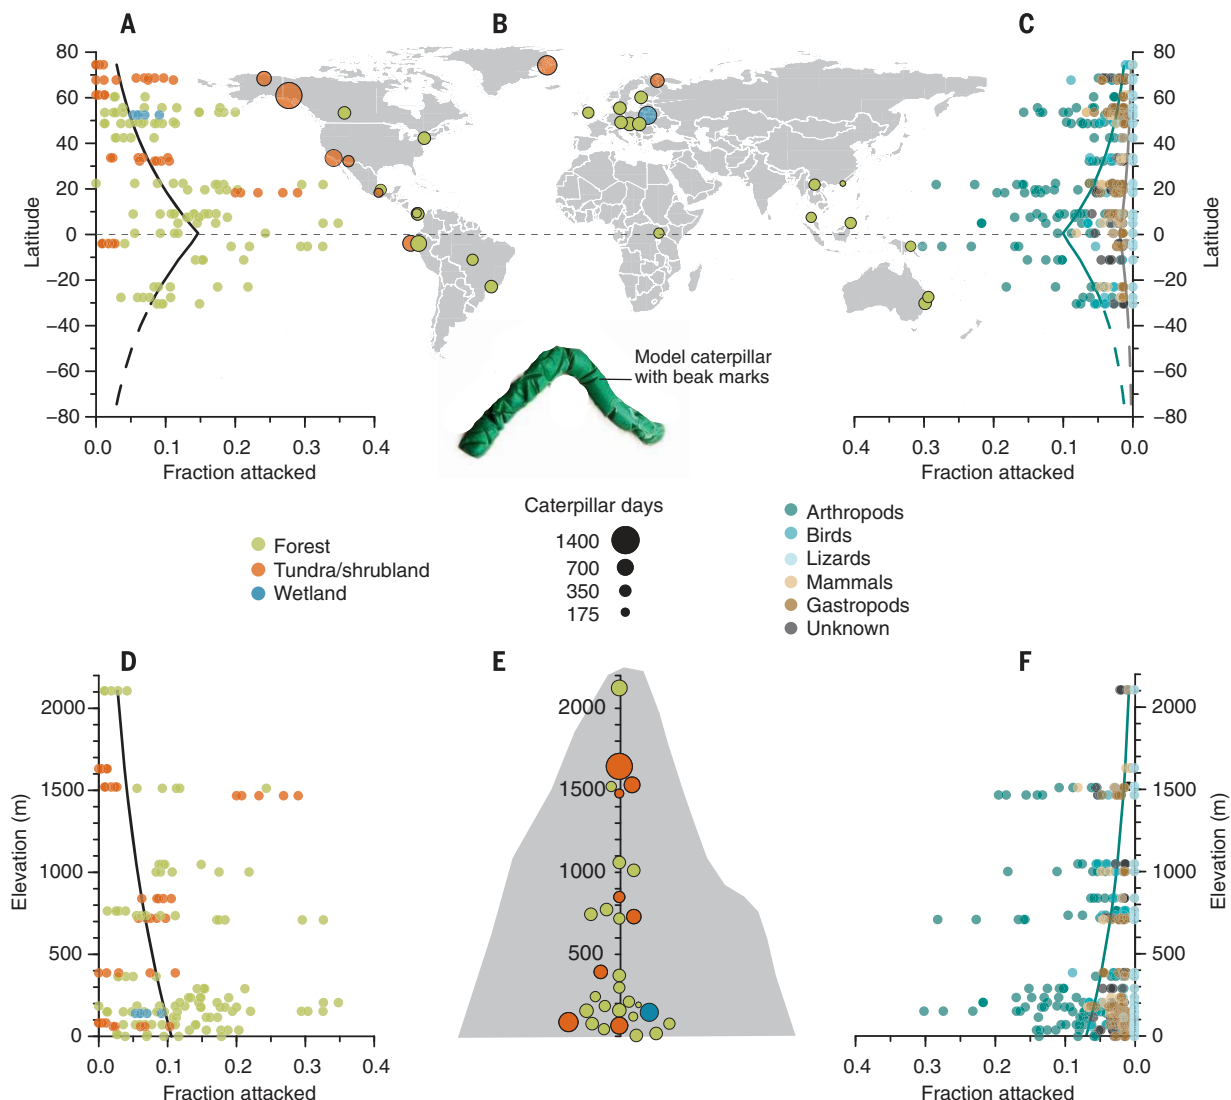 A
B
C
80
60
40
20
0
−20
−40
−60
−80
Latitude
0.0 0.1 0.2 0.3 0.4
Fraction attacked
Model caterpillar
with beak marks
80
60
40
20
0
−20
−40
−60
−80
Latitude
0.4 0.3 0.2 0.1 0.0
Fraction attacked
Forest
Tundra/shrubland
Wetland
Caterpillar days
1400
700
350
175
Arthropods
Birds
Lizards
Mammals
Gastropods
Unknown
D
E
F
2000
1500
1000
500
0
Elevation (m)
0.0 0.1 0.2 0.3 0.4
Fraction attacked
2000
1500
1000
500
2000
1500
1000
500
0
Elevation (m)
0.4 0.3 0.2 0.1 0.0
Fraction attacked